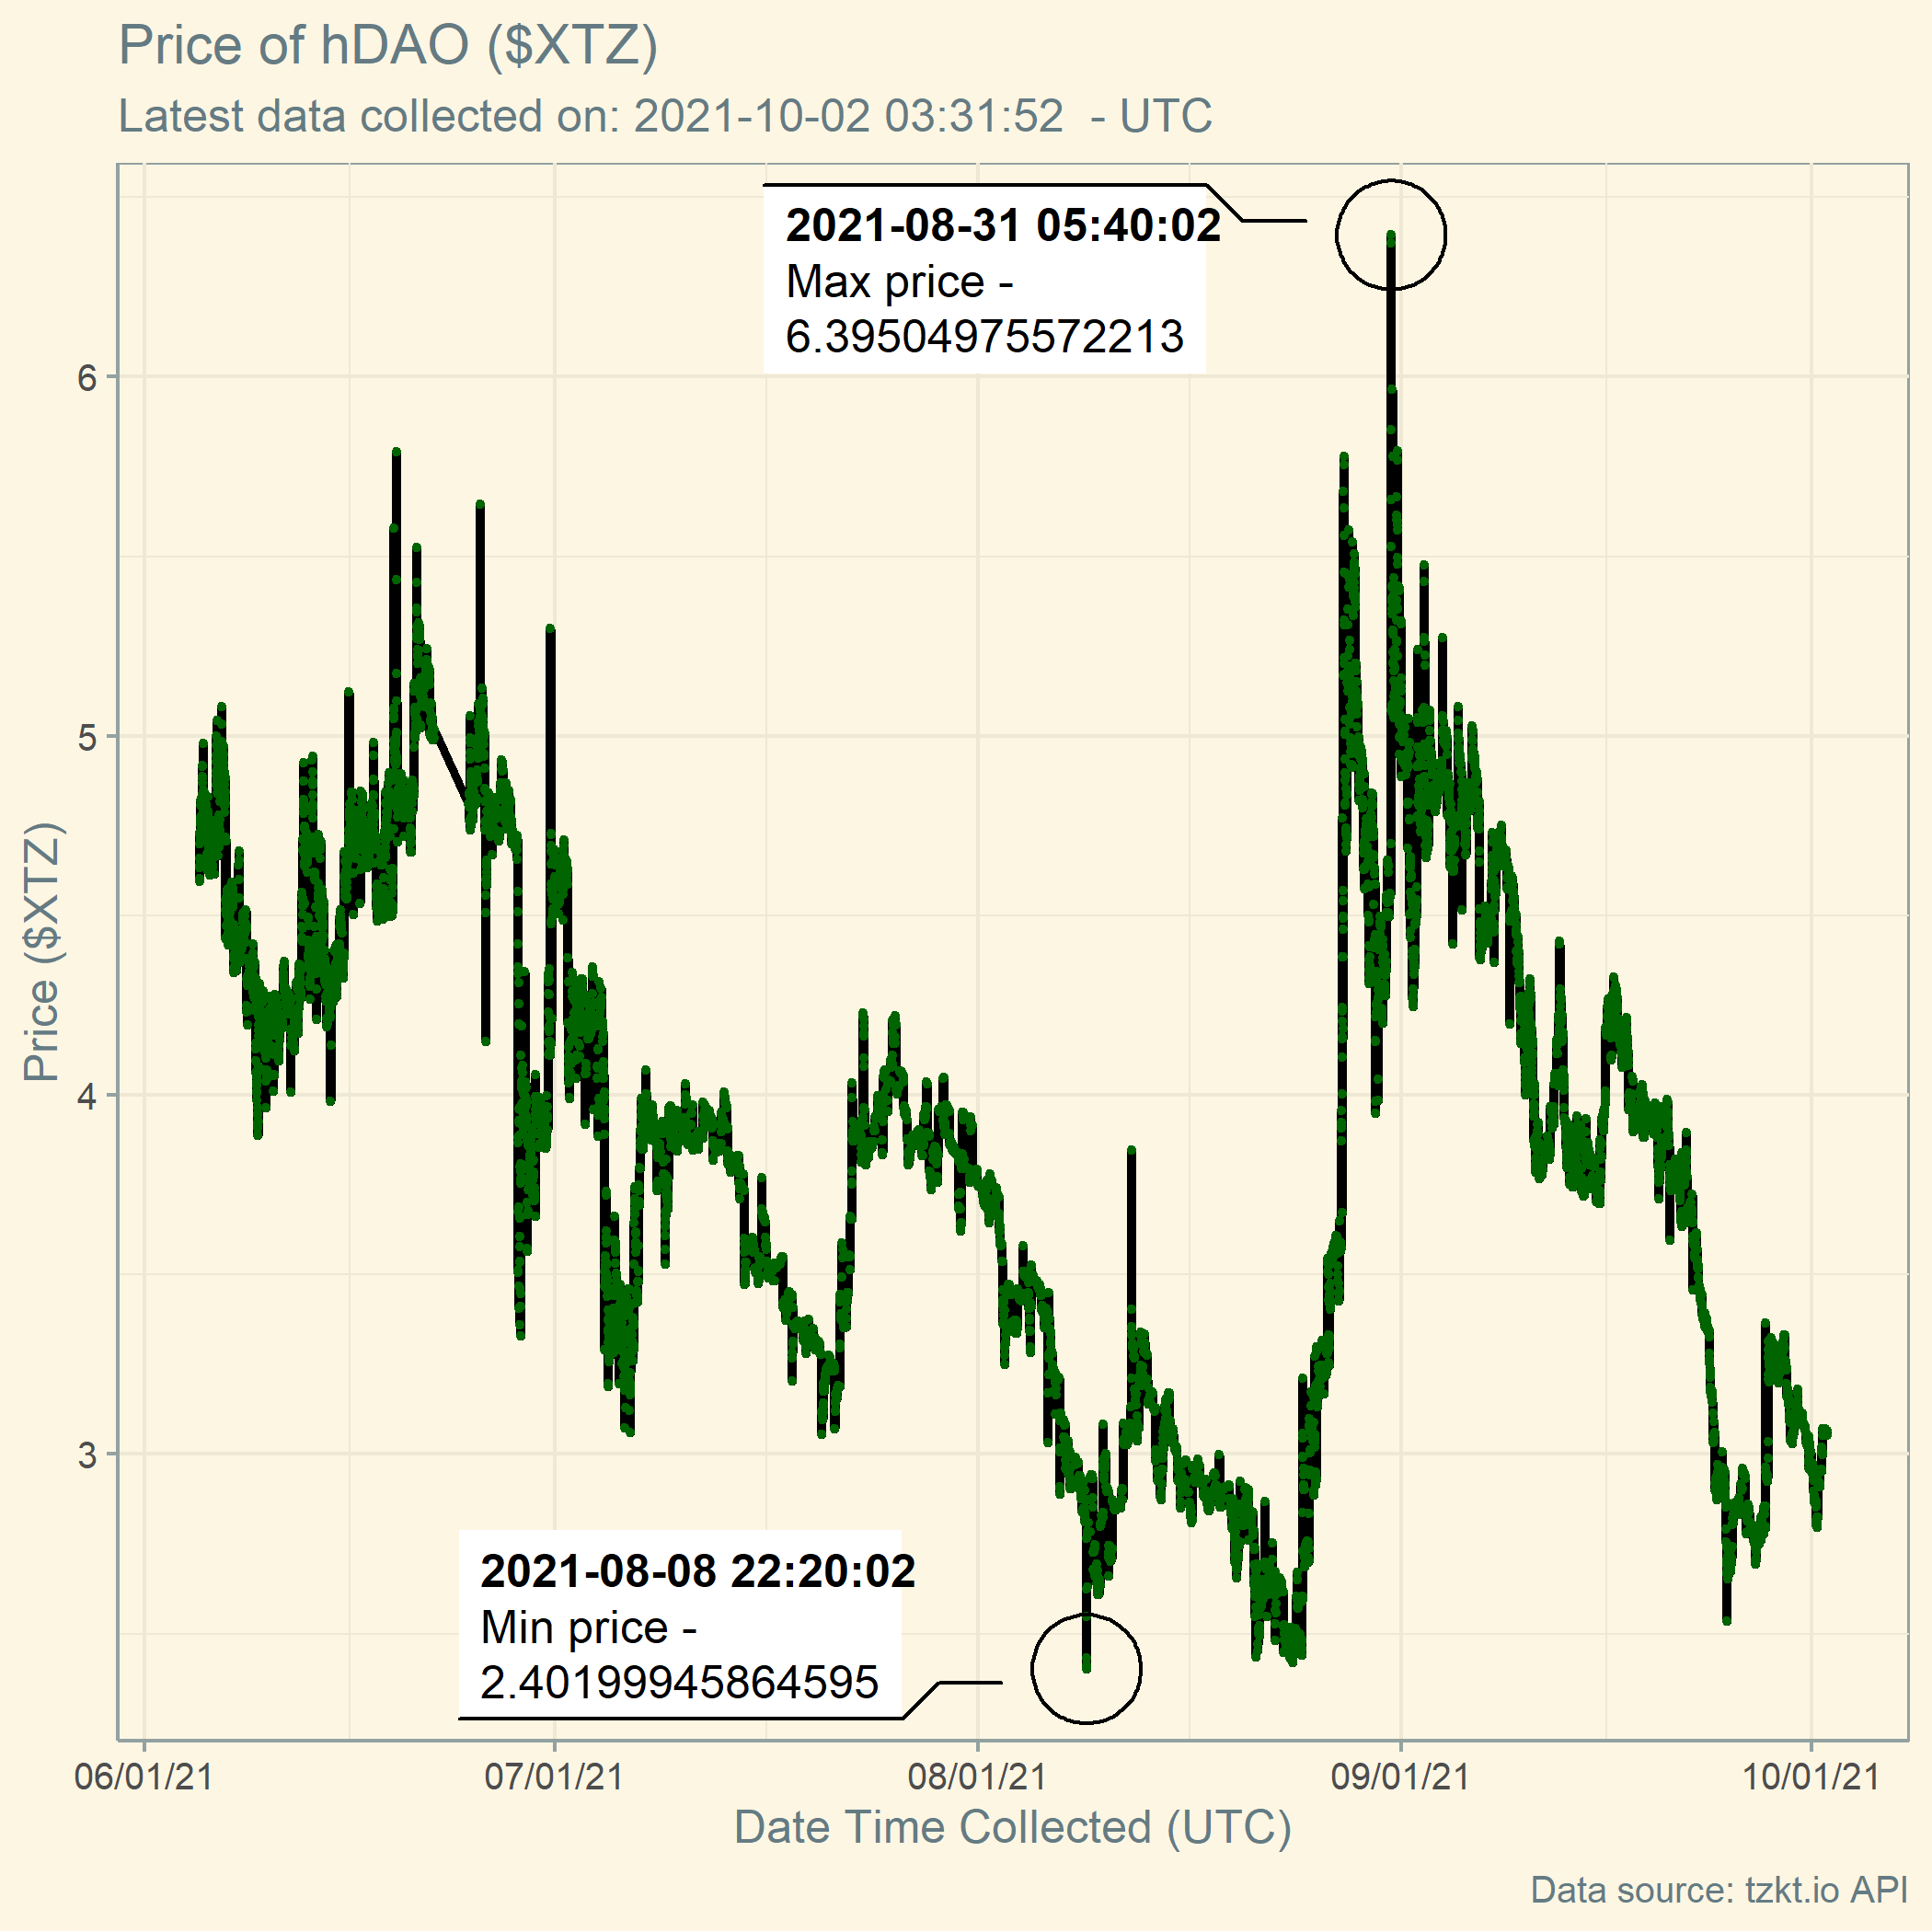 Price of hDAO ($XTZ)
Latest data collected on: 2021-10-02 03:31:52  - UTC
2021-08-31 05:40:02
Max price -
6.39504975572213
6
5
4
3
Price ($XTZ)
2021-08-08 22:20:02
Min price -
2.40199945864595
06/01/21 07/01/21 08/01/21 09/01/21 10/01/21
Date Time Collected (UTC)
Data source: tzkt.io API